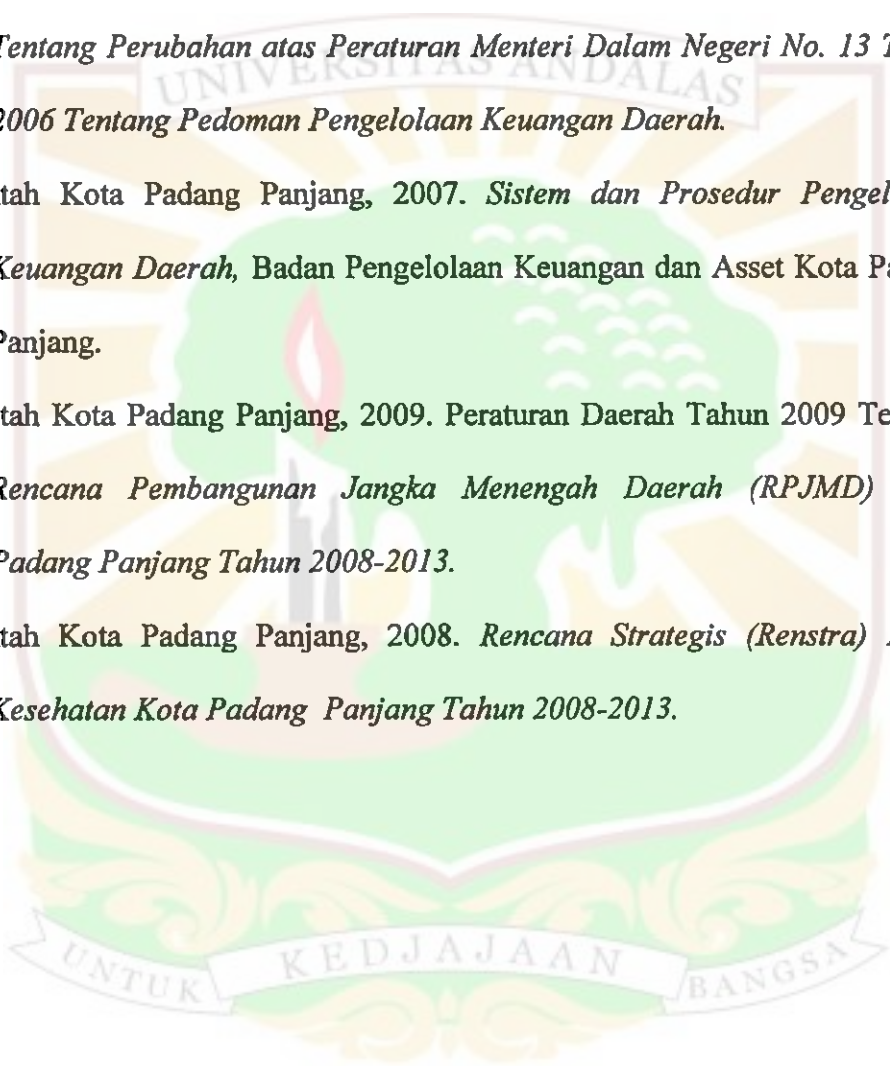 Tentang Perubahan atas Peraturan Menteri Dalam Negeri No. 13 T
UNIVERSITAS ANDALAS
2006 Tentang Pedoman Pengelolaan Keuangan Daerah.
tah Kota Padang Panjang, 2007. Sistem dan Prosedur Pengel
Keuangan Daerah, Badan Pengelolaan Keuangan dan Asset Kota Pa
Panjang.
tah Kota Padang Panjang, 2009. Peraturan Daerah Tahun 2009 Te
Rencana Pembangunan Jangka Menengah Daerah (RPJMD)
Padang Panjang Tahun 2008-2013.
tah Kota Padang Panjang, 2008. Rencana Strategis (Renstra)
Kesehatan Kota Padang Panjang Tahun 2008-2013.
UNTUK KEDJAJAAN BANGSA